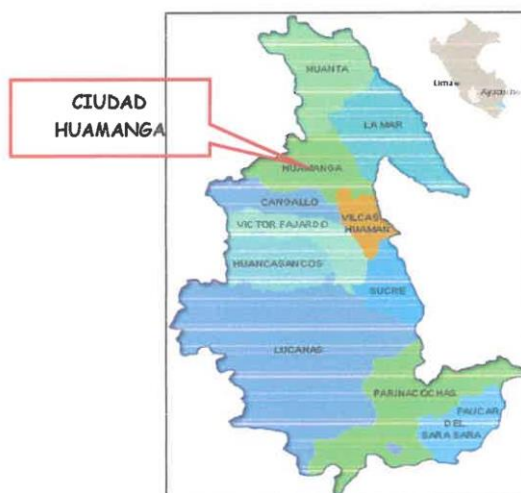 CIUDAD
HUAMANGA
HUANTA
Lima
Ayacucho
LA MAR
HUAMANGA
CANGALLO
VICTOR FAJARDO
VILCAS
HUAMAN
HUANCASANCOS
SUCRE
LUCANAS
PARINACOCHAS
PAUCAR
DEL
SARA SARA